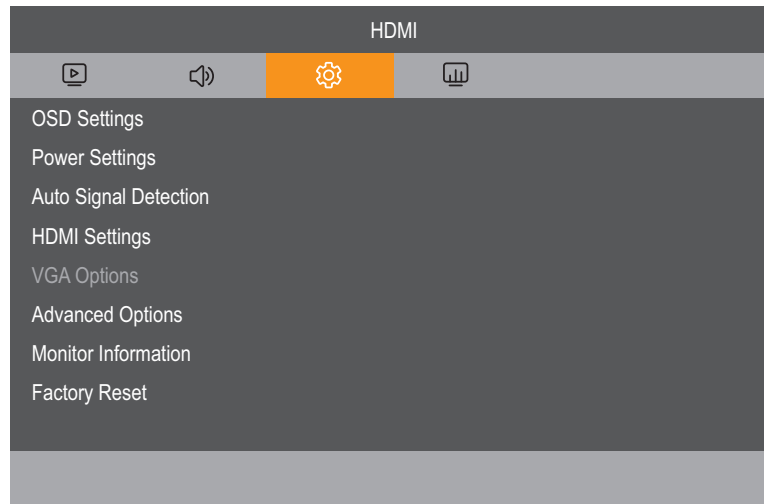 HDMI
OSD Settings
Power Settings
Auto Signal Detection
HDMI Settings
VGA Options
Advanced Options
Monitor Information
Factory Reset